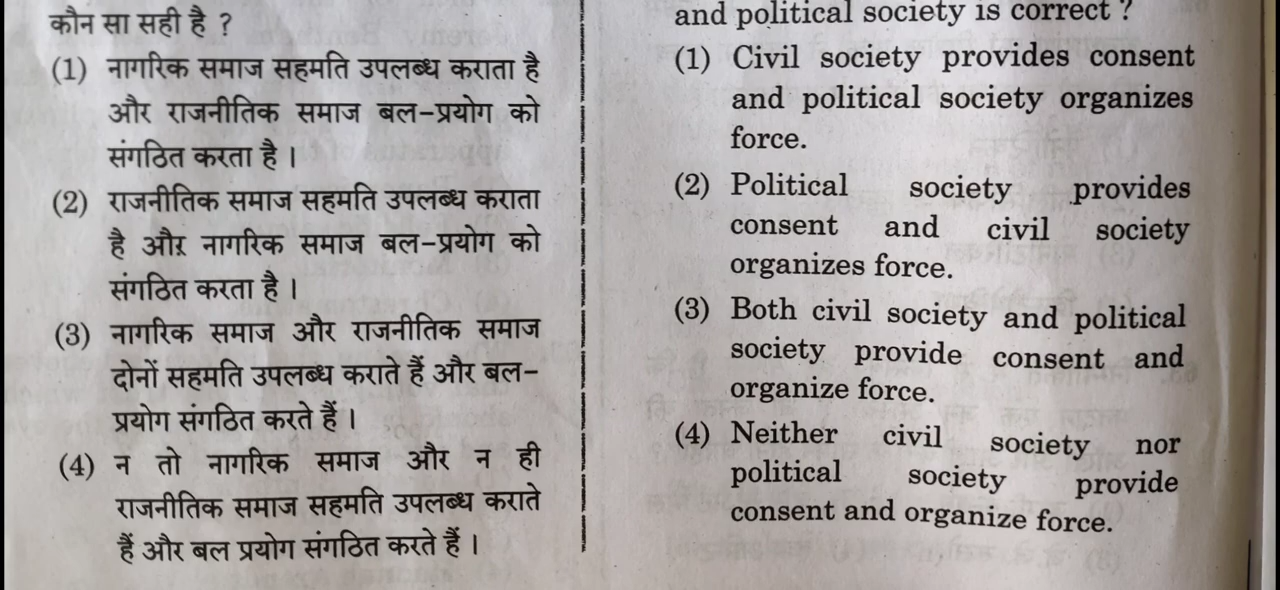 कौन सा सही है ?
(1) नागरिक समाज सहमति उपलब्ध कराता है
और राजनीतिक समाज बल-प्रयोग को
संगठित करता है ।
(2) राजनीतिक समाज सहमति उपलब्ध कराता
है और नागरिक समाज बल-प्रयोग को
संगठित करता है ।
(3) नागरिक समाज और राजनीतिक समाज
दोनों सहमति उपलब्ध कराते हैं और बल-
प्रयोग संगठित करते हैं ।
(4) न तो नागरिक समाज और न ही
राजनीतिक समाज सहमति उपलब्ध कराते
हैं और बल प्रयोग संगठित करते हैं ।
and political society is correct ?
(1) Civil society provides consent
and political society organizes
force.
(2) Political society provides
consent and civil society
organizes force.
(3) Both civil society and political
society provide consent and
organize force.
(4) Neither civil society nor
political society provide
consent and organize force.